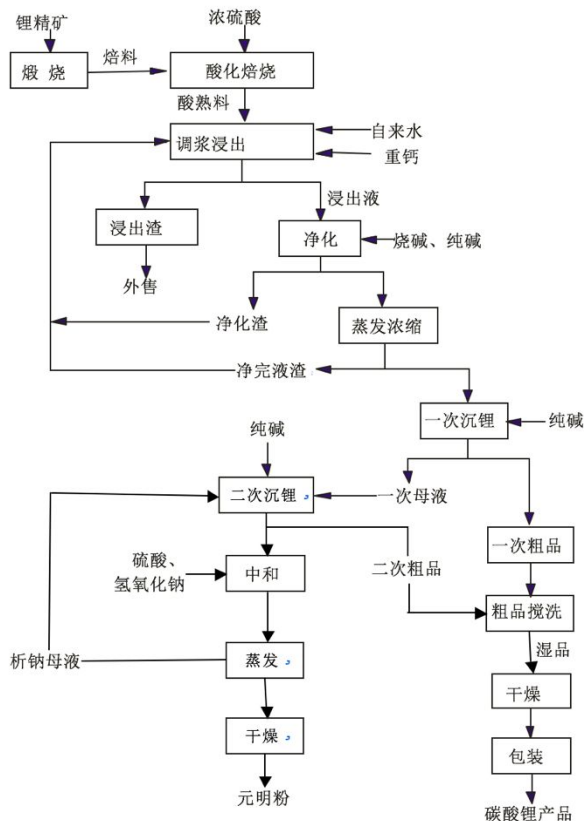 锂精矿
浓硫酸
煅 烧
焙料
酸化焙烧
酸熟料
调浆浸出
自来水
重钙
浸出渣
浸出液
外售
净化
烧碱、纯碱
净化渣
蒸发浓缩
净完液渣
一次沉锂
纯碱
纯碱
二次沉锂
一次母液
一次粗品
硫酸、
氢氧化钠
中和
二次粗品
粗品搅洗
湿品
析钠母液
蒸发
干燥
干燥
包装
元明粉
碳酸锂产品